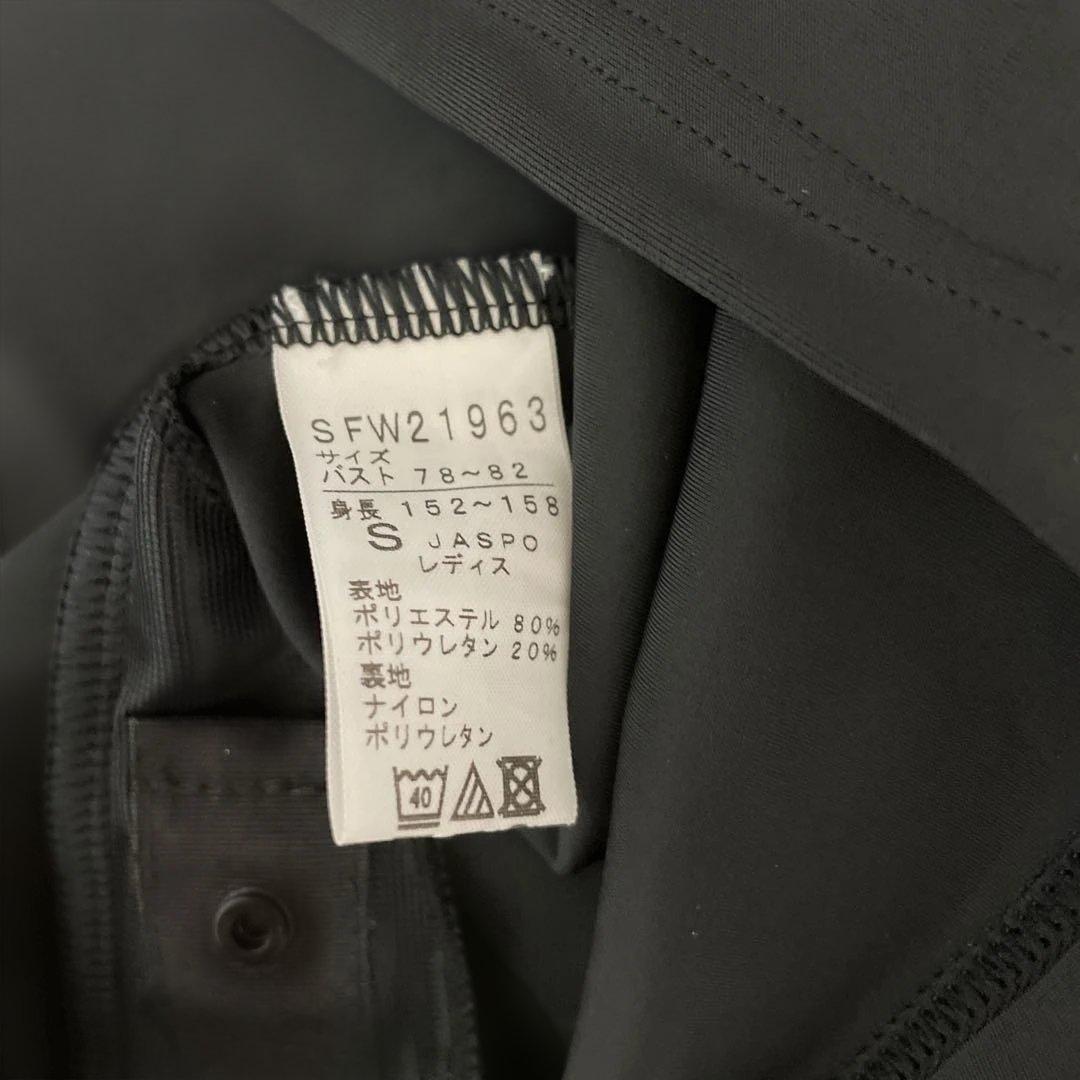 SFW21963
サイズ
バスト 78〜82
身長 152〜158
S JASPO
レディス
表地
ポリエステル 80%
ポリウレタン 20%
裏地
ナイロン
ポリウレタン
40